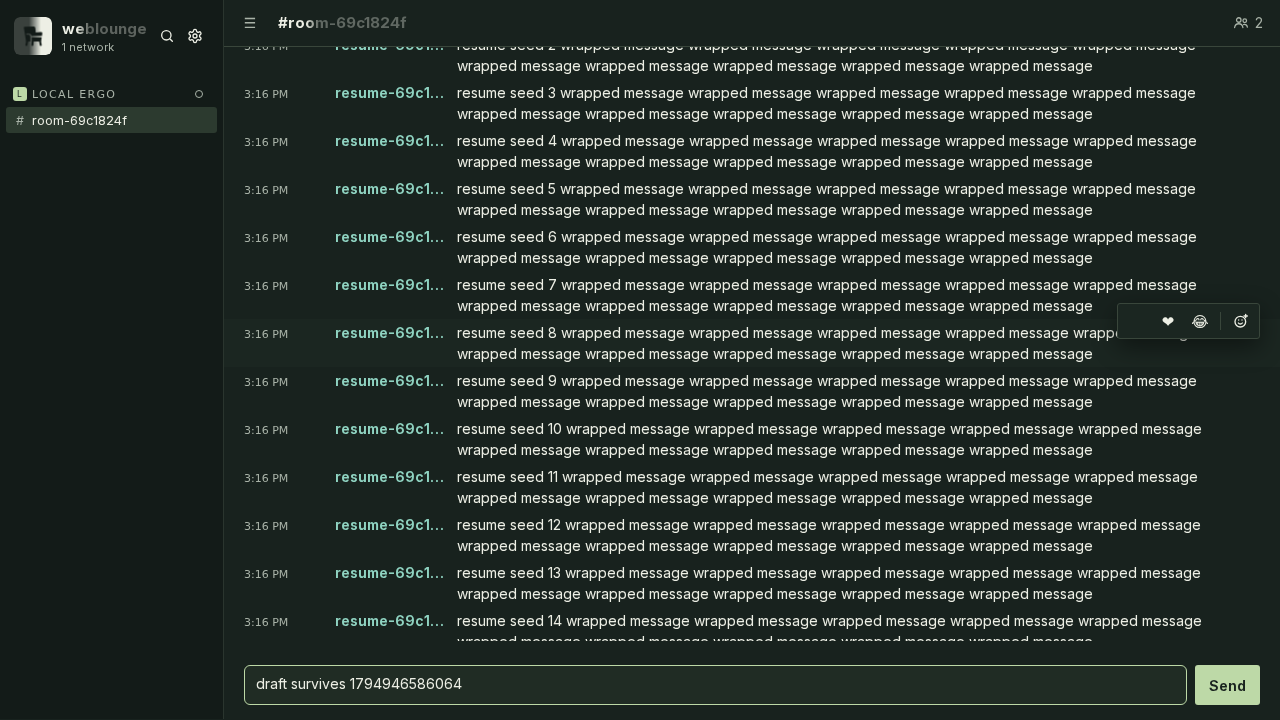 weblounge
1 network
L LOCAL ERGO
# room-69c1824f
#room-69c1824f
2
3:16 PM resume-69c1… resume seed 2 wrapped message wrapped message wrapped message wrapped message wrapped message
wrapped message wrapped message wrapped message wrapped message wrapped message
3:16 PM resume-69c1… resume seed 3 wrapped message wrapped message wrapped message wrapped message wrapped message
wrapped message wrapped message wrapped message wrapped message wrapped message
3:16 PM resume-69c1… resume seed 4 wrapped message wrapped message wrapped message wrapped message wrapped message
wrapped message wrapped message wrapped message wrapped message wrapped message
3:16 PM resume-69c1… resume seed 5 wrapped message wrapped message wrapped message wrapped message wrapped message
wrapped message wrapped message wrapped message wrapped message wrapped message
3:16 PM resume-69c1… resume seed 6 wrapped message wrapped message wrapped message wrapped message wrapped message
wrapped message wrapped message wrapped message wrapped message wrapped message
3:16 PM resume-69c1… resume seed 7 wrapped message wrapped message wrapped message wrapped message wrapped message
wrapped message wrapped message wrapped message wrapped message wrapped message
3:16 PM resume-69c1… resume seed 8 wrapped message wrapped message wrapped message wrapped message
wrapped message wrapped message wrapped message wrapped message wrapped message
3:16 PM resume-69c1… resume seed 9 wrapped message wrapped message wrapped message wrapped message wrapped message
wrapped message wrapped message wrapped message wrapped message wrapped message
3:16 PM resume-69c1… resume seed 10 wrapped message wrapped message wrapped message wrapped message wrapped message
wrapped message wrapped message wrapped message wrapped message wrapped message
3:16 PM resume-69c1… resume seed 11 wrapped message wrapped message wrapped message wrapped message wrapped message
wrapped message wrapped message wrapped message wrapped message wrapped message
3:16 PM resume-69c1… resume seed 12 wrapped message wrapped message wrapped message wrapped message wrapped message
wrapped message wrapped message wrapped message wrapped message wrapped message
3:16 PM resume-69c1… resume seed 13 wrapped message wrapped message wrapped message wrapped message wrapped message
wrapped message wrapped message wrapped message wrapped message wrapped message
3:16 PM resume-69c1… resume seed 14 wrapped message wrapped message wrapped message wrapped message wrapped message
wrapped message wrapped message wrapped message wrapped message wrapped message
draft survives 1794946586064
Send